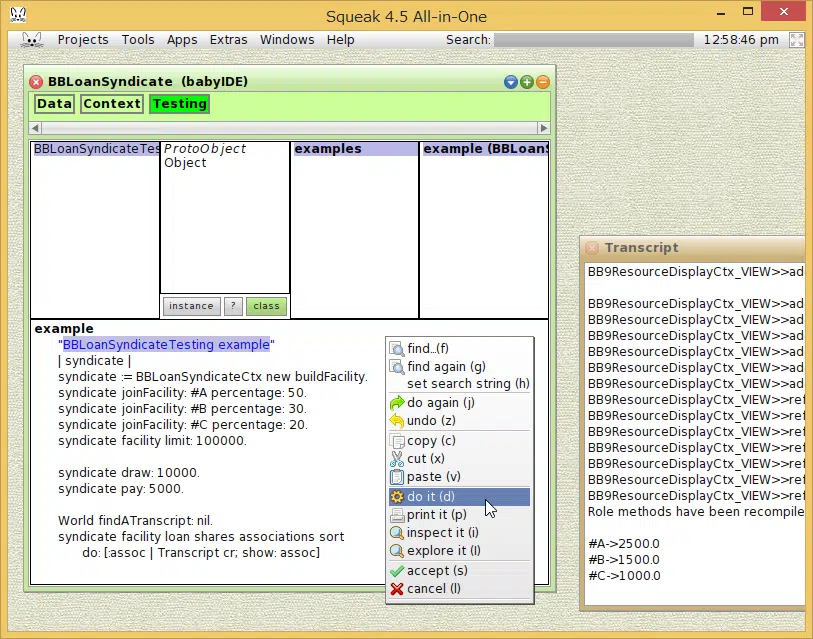 Squeak 4.5 All-in-One
Projects Tools Apps Extras Windows Help Search: 12:58:46 pm
BBLoanSyndicate (babyIDE)
Data Context Testing
BBLoanSyndicateTes
ProtoObject
Object
instance ? class
examples
example (BBLoanS
example
"BBLoanSyndicateTesting example"
| syndicate |
syndicate := BBLoanSyndicateCtx new buildFacility.
syndicate joinFacility: #A percentage: 50.
syndicate joinFacility: #B percentage: 30.
syndicate joinFacility: #C percentage: 20.
syndicate facility limit: 100000.
syndicate draw: 10000.
syndicate pay: 5000.
World findATranscript: nil.
syndicate facility loan shares associations sort
do: [:assoc | Transcript cr; show: assoc]
find...(f)
find again (g)
set search string (h)
do again (j)
undo (z)
copy (c)
cut (x)
paste (v)
do it (d)
print it (p)
inspect it (i)
explore it (I)
accept (s)
cancel (l)
Transcript
BB9ResourceDisplayCtx_VIEW>>ad
BB9ResourceDisplayCtx_VIEW>>ad
BB9ResourceDisplayCtx_VIEW>>ad
BB9ResourceDisplayCtx_VIEW>>ad
BB9ResourceDisplayCtx_VIEW>>ad
BB9ResourceDisplayCtx_VIEW>>ad
BB9ResourceDisplayCtx_VIEW>>ad
BB9ResourceDisplayCtx_VIEW>>ref
BB9ResourceDisplayCtx_VIEW>>ref
BB9ResourceDisplayCtx_VIEW>>ref
BB9ResourceDisplayCtx_VIEW>>ref
BB9ResourceDisplayCtx_VIEW>>ref
BB9ResourceDisplayCtx_VIEW>>ref
BB9ResourceDisplayCtx_VIEW>>ref
Role methods have been recompile
#A->2500.0
#B->1500.0
#C->1000.0